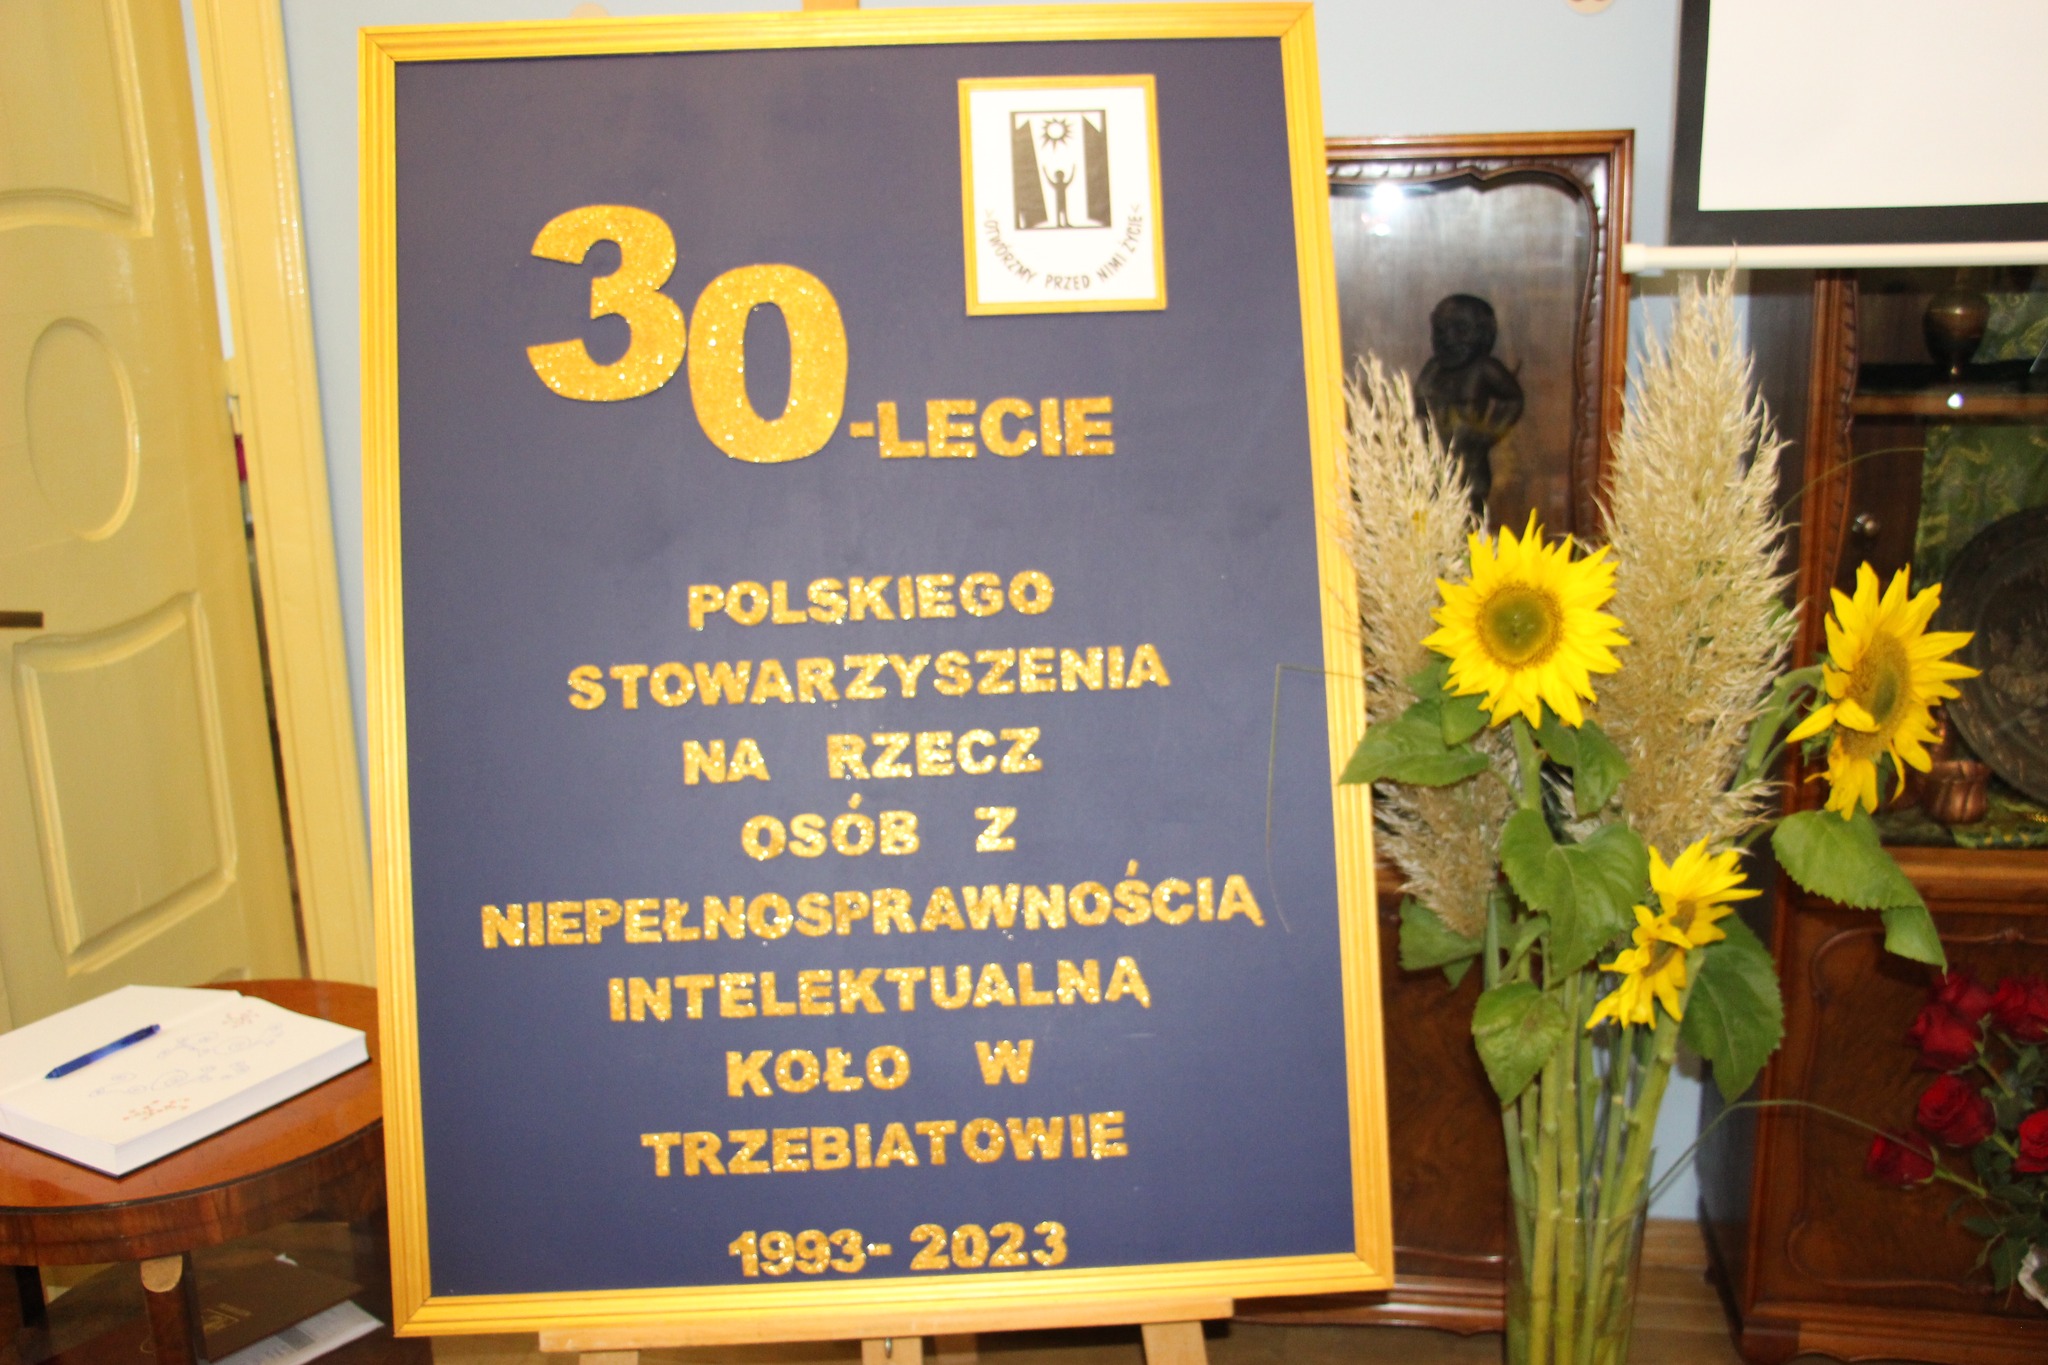 >OTWÓRZMY PRZED NIMI ŻYCIE<
30-LECIE
POLSKIEGO
STOWARZYSZENIA
NA RZECZ
OSÓB Z
NIEPEŁNOSPRAWNOŚCIĄ
INTELEKTUALNĄ
KOŁO W
TRZEBIATOWIE
1993-2023